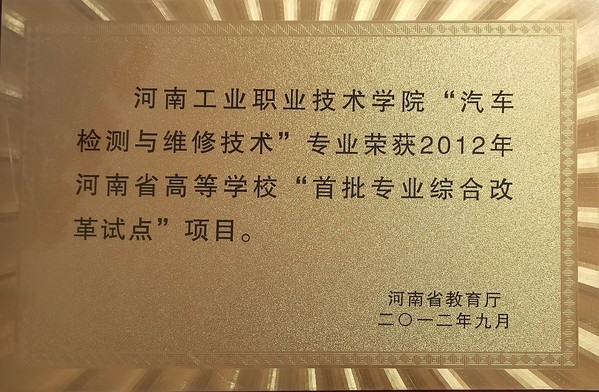 河南工业职业技术学院“汽车
检测与维修技术”专业荣获2012年
河南省高等学校“首批专业综合改
革试点”项目。
河南省教育厅
二〇一二年九月